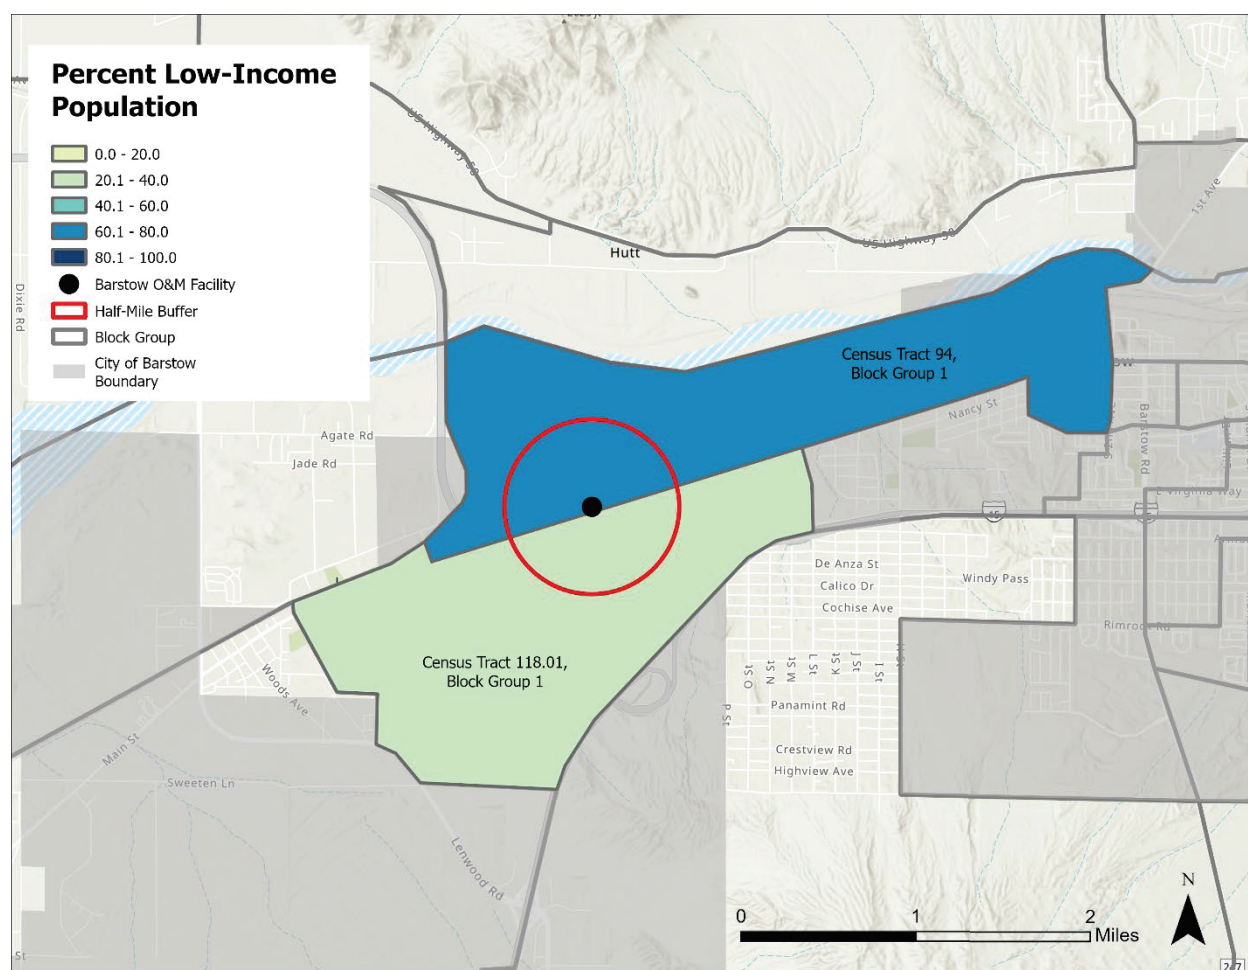 Percent Low-Income
Population
0.0 - 20.0
20.1 - 40.0
40.1 - 60.0
60.1 - 80.0
80.1 - 100.0
Barstow O&M Facility
Half-Mile Buffer
Block Group
City of Barstow
Boundary
US Highway 58
1st Ave
Hutt
US Highway 58
Dixie Rd
Census Tract 94,
Block Group 1
Nancy St
Barstow Rd
Agate Rd
Jade Rd
E Virginia Way
De Anza St
Calico Dr
Windy Pass
Cochise Ave
Rimrock Rd
Census Tract 118.01,
Block Group 1
Woods Ave
O St
N St
M St
L St
K St
J St
I St
H St
P St
Panamint Rd
Main St
Crestview Rd
Highview Ave
Sweeten Ln
Lenwood Rd
N
0 1 2
Miles
St
247